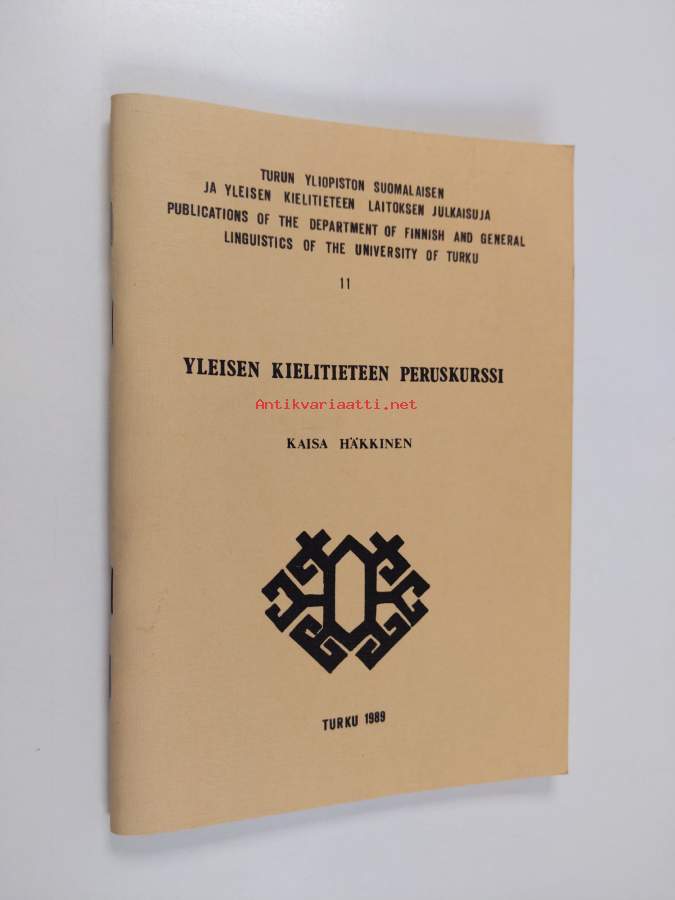 TURUN YLIOPISTON SUOMALAISEN
JA YLEISEN KIELITIETEEN LAITOKSEN JULKAISUJA
PUBLICATIONS OF THE DEPARTMENT OF FINNISH AND GENERAL
LINGUISTICS OF THE UNIVERSITY OF TURKU
11
YLEISEN KIELITIETEEN PERUSKURSSI
Antikvariaatti.net
KAISA HÄKKINEN
TURKU 1989